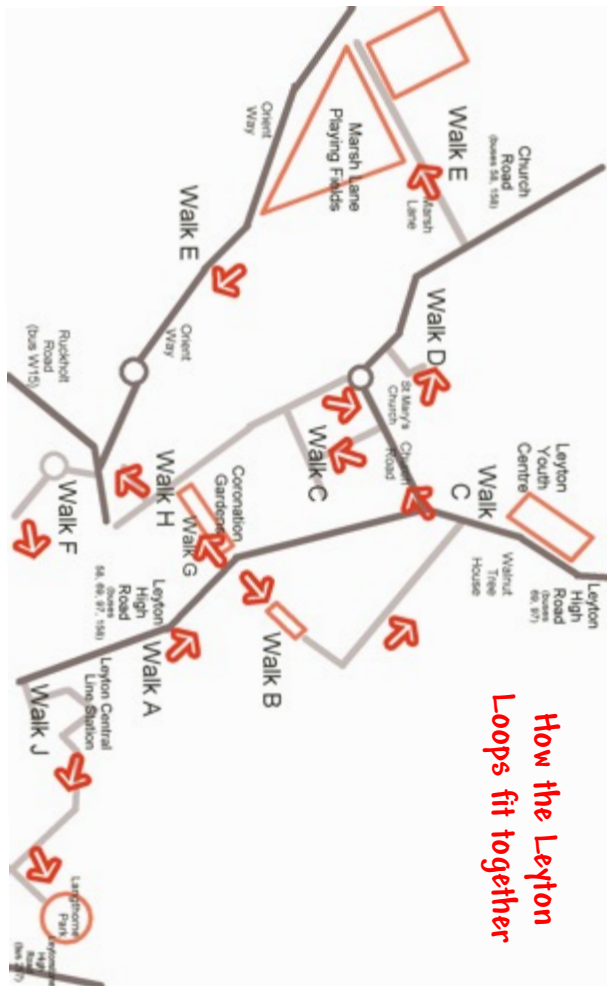 How the Leyton
Loops fit together
Leyton
Youth
Centre
Leyton
High
Road
(buses
69, 97)
Church
Road
(buses 58, 158)
Walk
C
Walnut
Tree
House
Walk E
Marsh
Lane
Walk D
St Mary's
Church
Church
Road
Marsh Lane
Playing Fields
Walk C
Walk B
Orient
Way
Coronation
Gardens
Walk E
Walk G
Walk H
Orient
Way
Leyton
High
Road
(buses
58, 69, 97, 158)
Walk A
Leyton Central
Line Station
Ruckholt
Road
(bus W15)
Walk F
Walk J
Langthorne
Park
High
Road